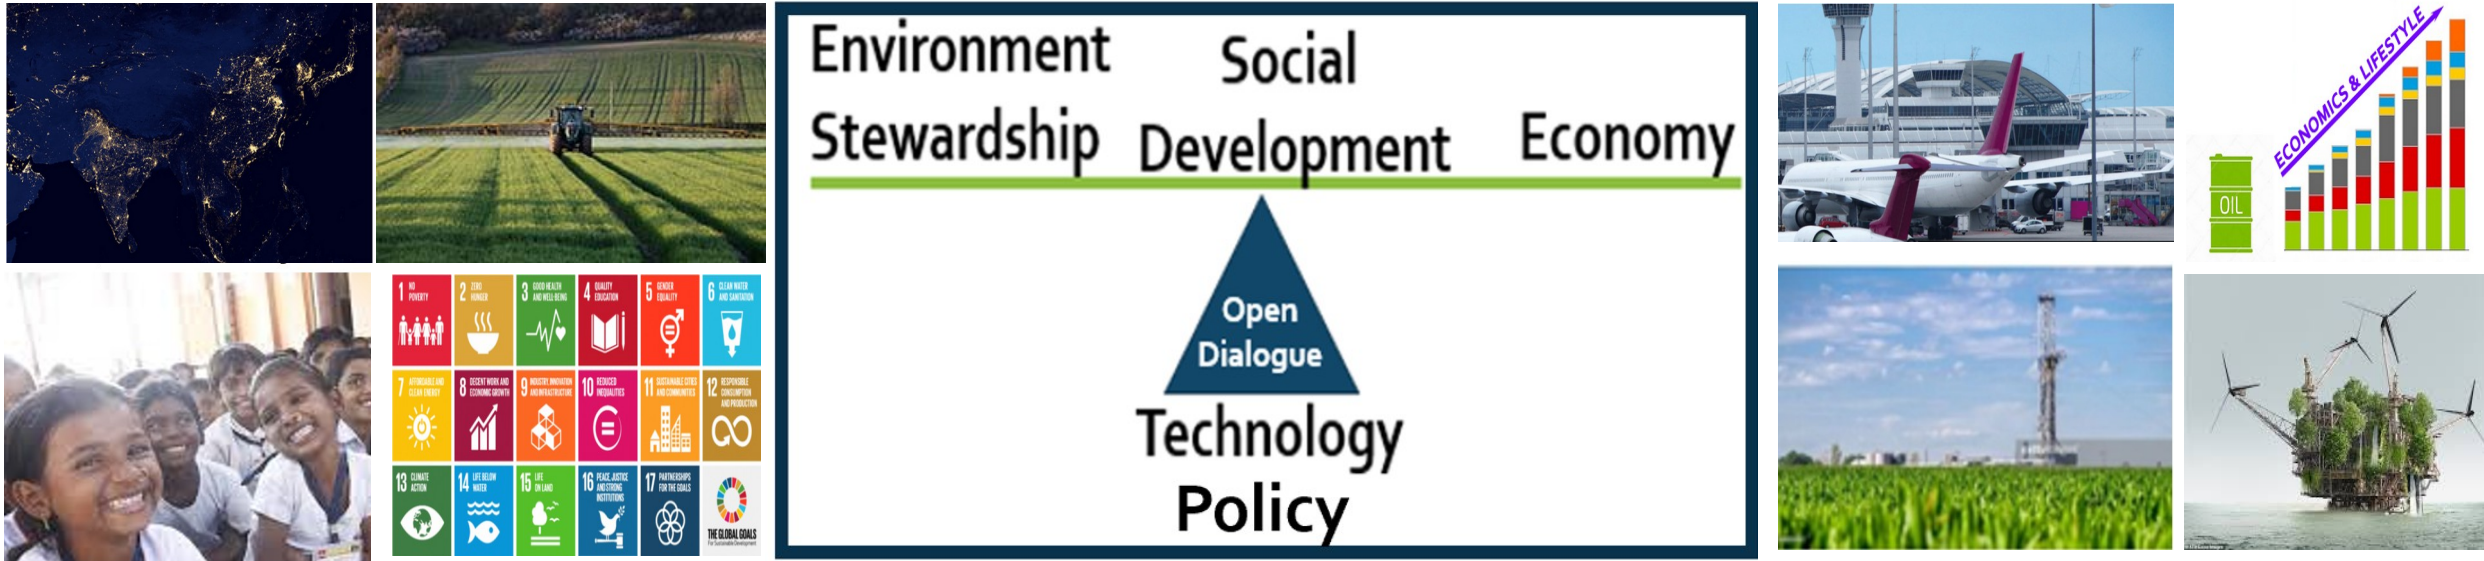 Environment
Stewardship
Social
Development
Economy
Open
Dialogue
Technology
Policy
1 NO
POVERTY
2 ZERO
HUNGER
3 GOOD HEALTH
AND WELL-BEING
4 QUALITY
EDUCATION
5 GENDER
EQUALITY
6 CLEAN WATER
AND SANITATION
7 AFFORDABLE AND
CLEAN ENERGY
8 DECENT WORK AND
ECONOMIC GROWTH
9 INDUSTRY, INNOVATION
AND INFRASTRUCTURE
10 REDUCED
INEQUALITIES
11 SUSTAINABLE CITIES
AND COMMUNITIES
12 RESPONSIBLE
CONSUMPTION
AND PRODUCTION
13 CLIMATE
ACTION
14 LIFE BELOW
WATER
15 LIFE
ON LAND
16 PEACE, JUSTICE
AND STRONG
INSTITUTIONS
17 PARTNERSHIPS
FOR THE GOALS
THE GLOBAL GOALS
For Sustainable Development
ECONOMICS & LIFESTYLE
OIL